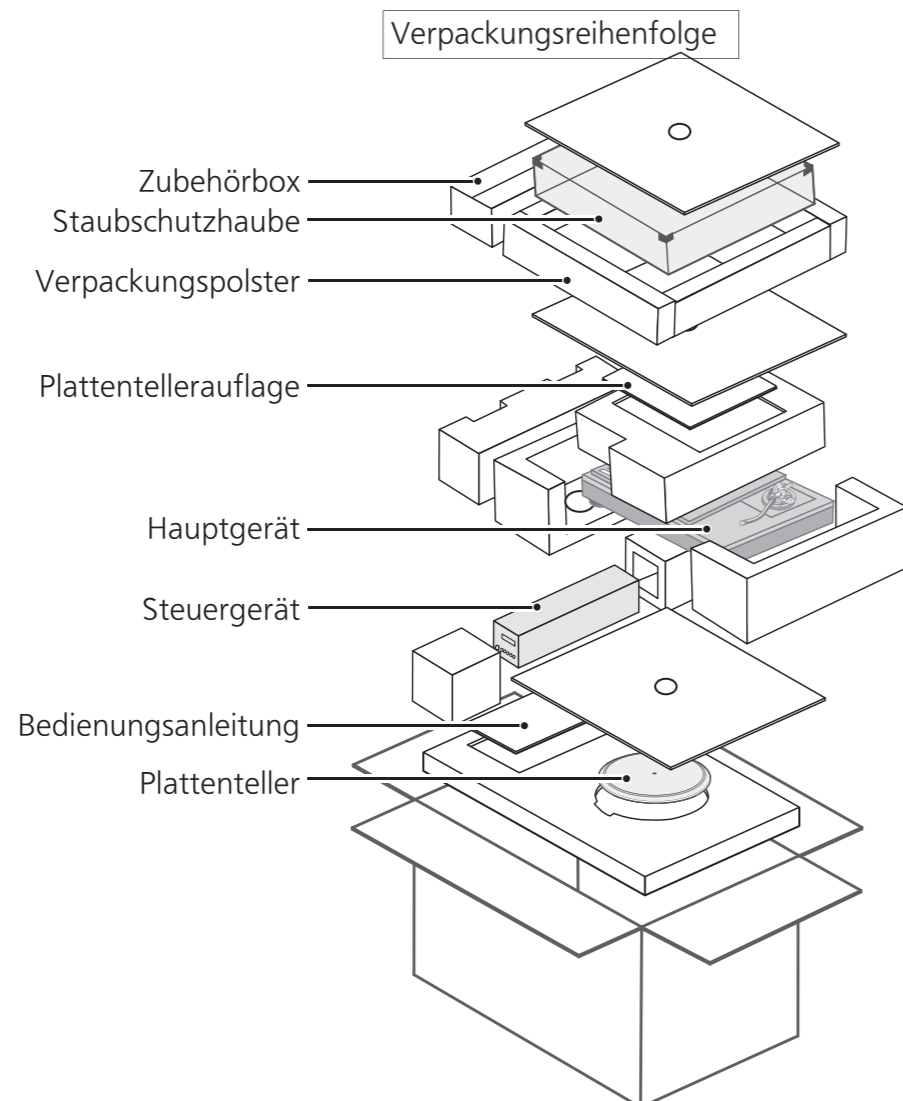 Verpackungsreihenfolge
Zubehörbox
Staubschutzhaube
Verpackungspolster
Plattentellerauflage
Hauptgerät
Steuergerät
Bedienungsanleitung
Plattenteller